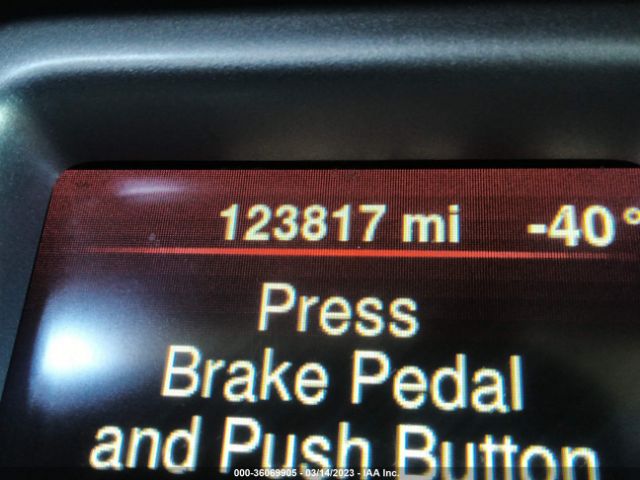 123817 mi -40°
Press
Brake Pedal
and Push Button
000-36069905 - 03/14/2023 - IAA Inc.